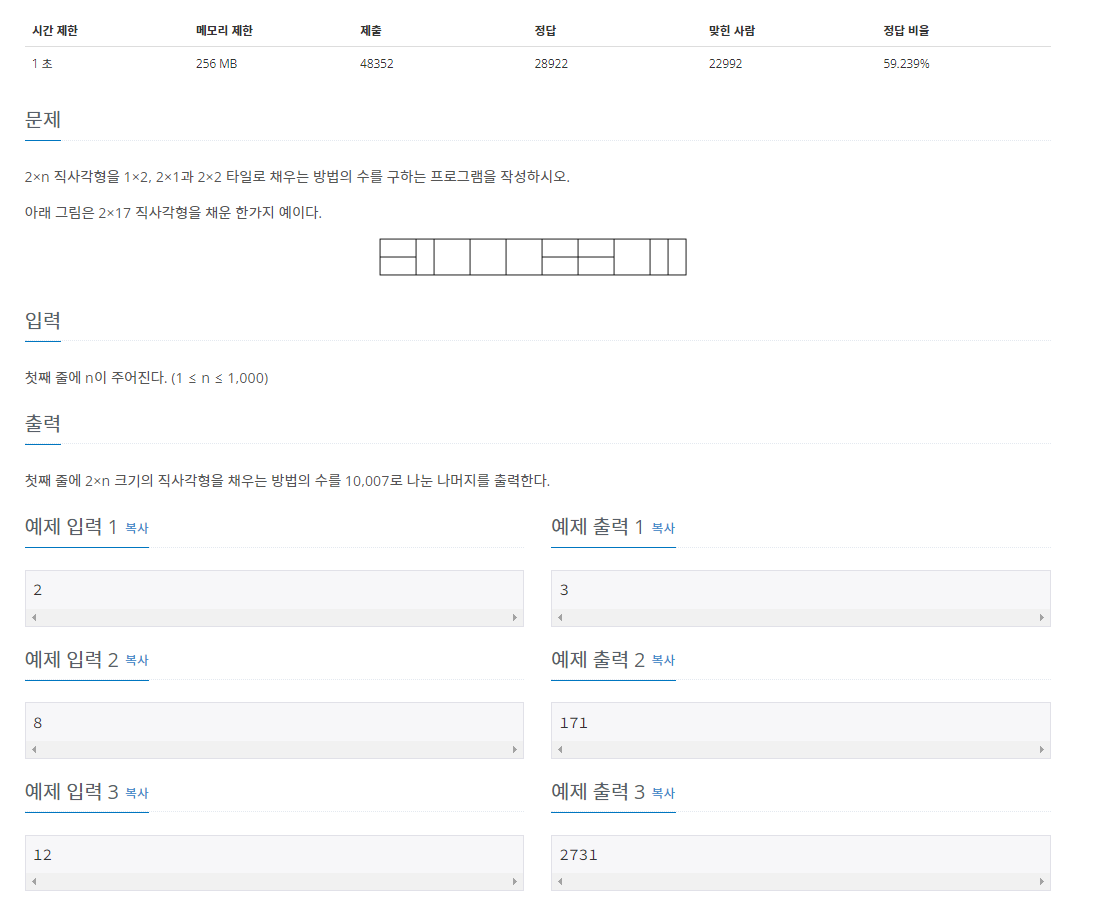 시간 제한 메모리 제한 제출 정답 맞힌 사람 정답 비율
1 초 256 MB 48352 28922 22992 59.239%
문제
2×n 직사각형을 1×2, 2×1과 2×2 타일로 채우는 방법의 수를 구하는 프로그램을 작성하시오.
아래 그림은 2×17 직사각형을 채운 한가지 예이다.
입력
첫째 줄에 n이 주어진다. (1 ≤ n ≤ 1,000)
출력
첫째 줄에 2×n 크기의 직사각형을 채우는 방법의 수를 10,007로 나눈 나머지를 출력한다.
예제 입력 1 복사 예제 출력 1 복사
2 3
예제 입력 2 복사 예제 출력 2 복사
8 171
예제 입력 3 복사 예제 출력 3 복사
12 2731